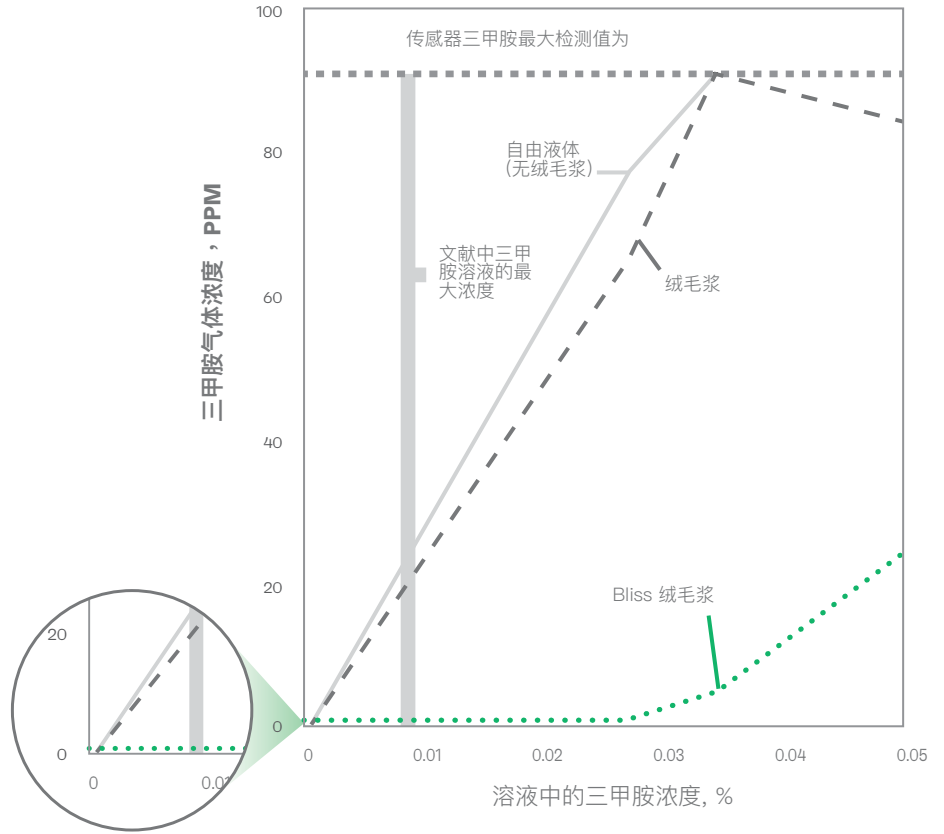 100
传感器三甲胺最大检测值为
80
自由液体
(无绒毛浆)
三甲胺气体浓度，PPM
文献中三甲
胺溶液的最
大浓度
绒毛浆
60
40
20
Bliss 绒毛浆
0
0
0.01
0.02
0.03
0.04
0.05
溶液中的三甲胺浓度, %
20
0
0
0.01